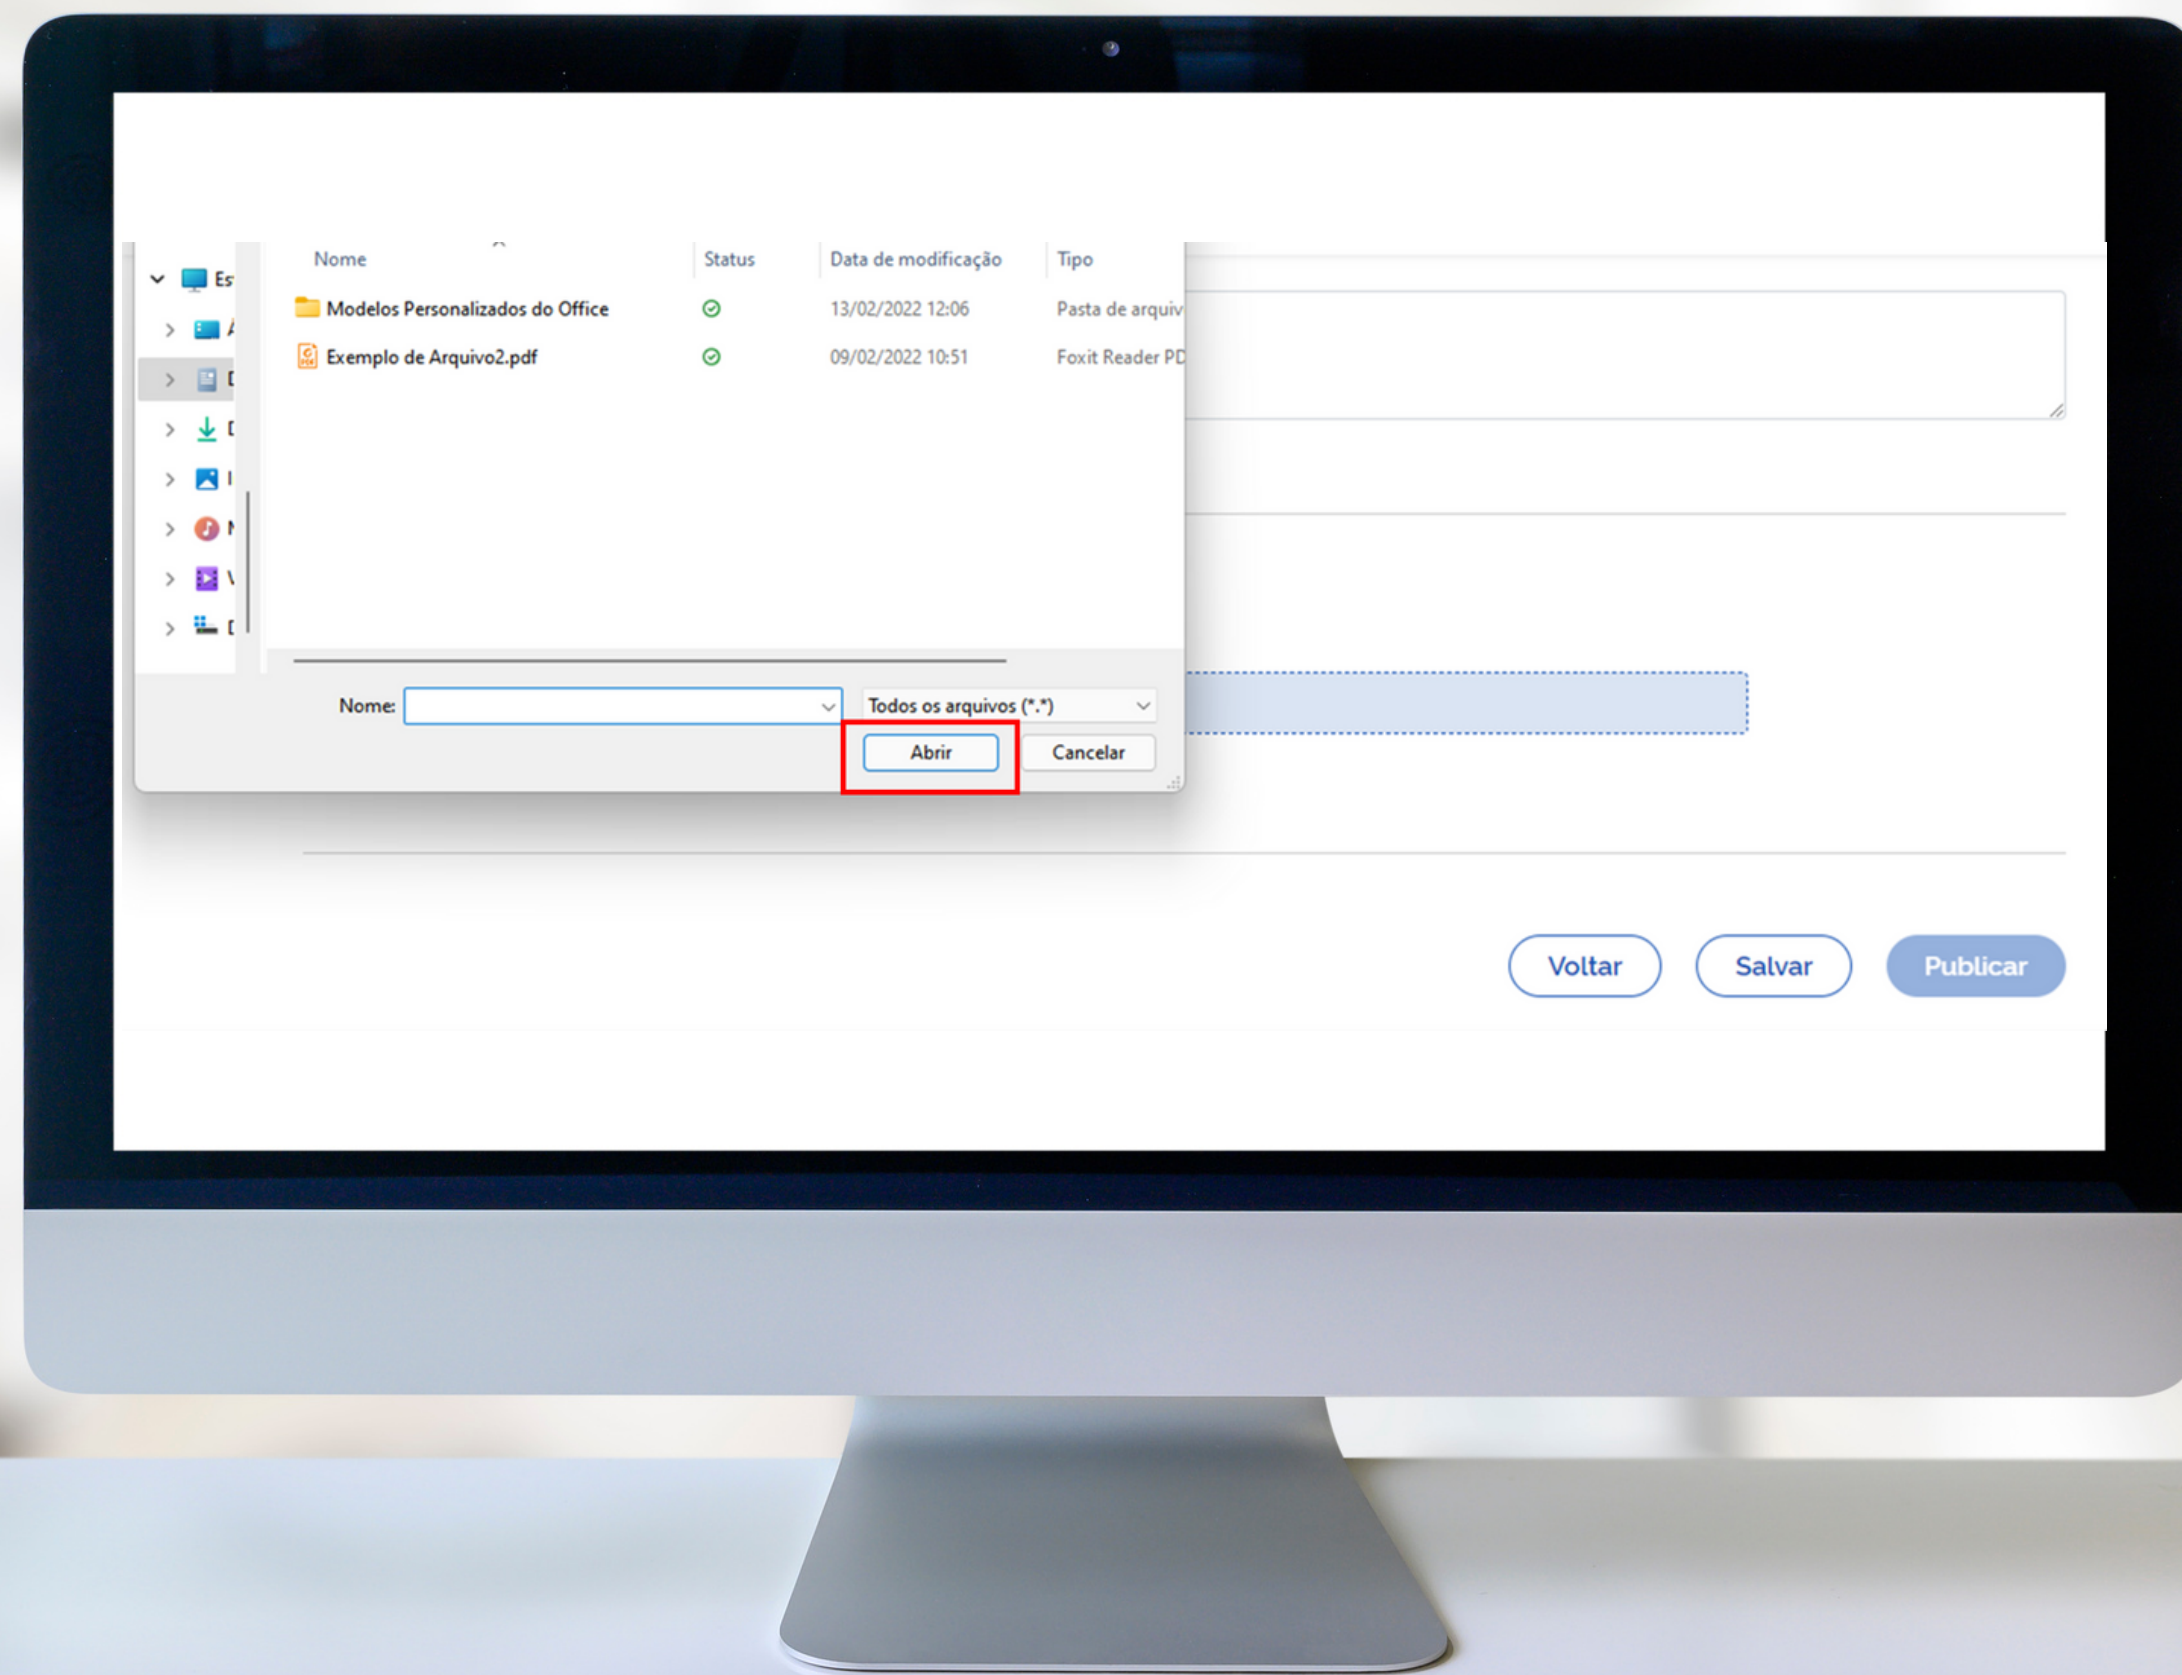 Nome Status Data de modificação Tipo
Modelos Personalizados do Office 13/02/2022 12:06 Pasta de arquiv
Exemplo de Arquivo2.pdf 09/02/2022 10:51 Foxit Reader PD
Nome: Todos os arquivos (*.*)
Abrir Cancelar
Voltar Salvar Publicar